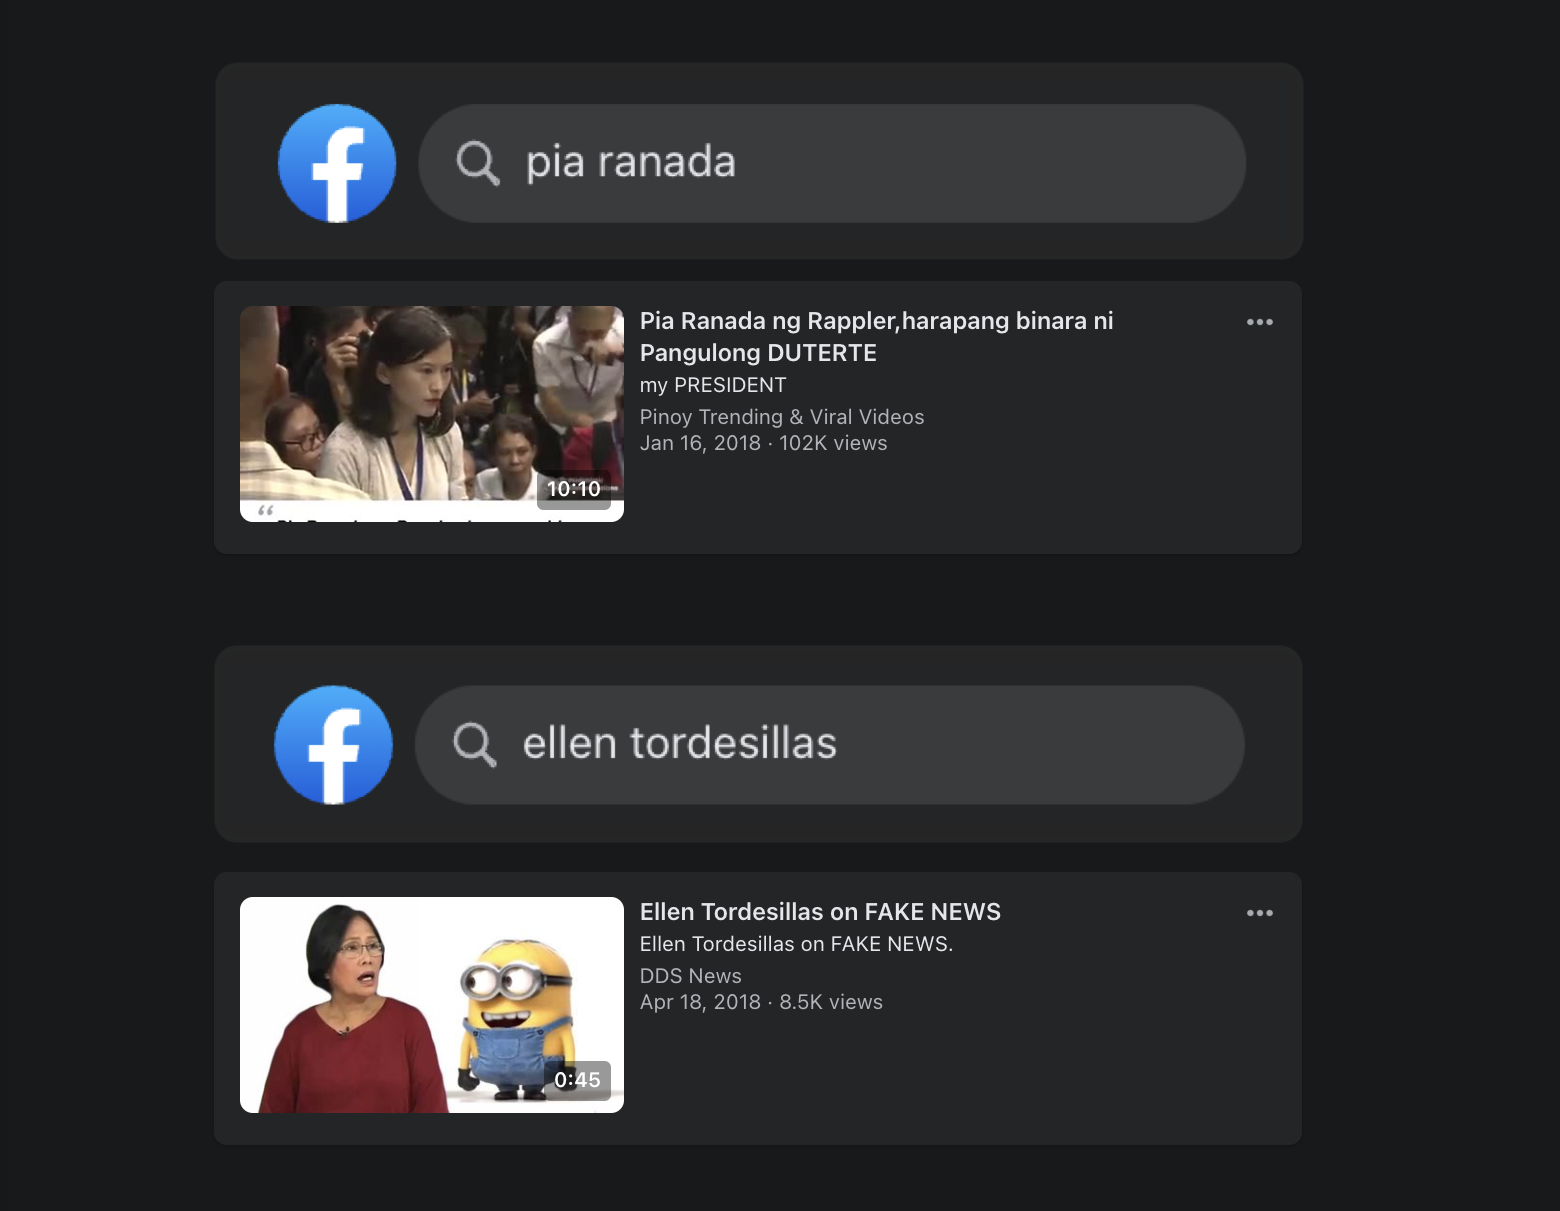 pia ranada
Pia Ranada ng Rappler,harapang binara ni
Pangulong DUTERTE
my PRESIDENT
Pinoy Trending & Viral Videos
Jan 16, 2018 · 102K views
10:10
“
ellen tordesillas
Ellen Tordesillas on FAKE NEWS
Ellen Tordesillas on FAKE NEWS.
DDS News
Apr 18, 2018 · 8.5K views
0:45